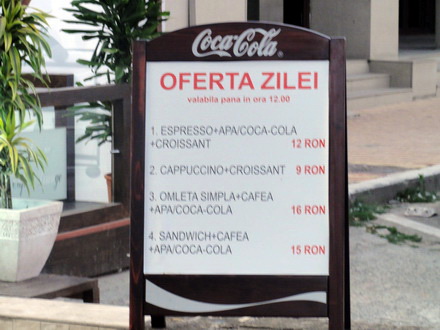 Coca-Cola
OFERTA ZILEI
valabila pana in ora 12.00
1. ESPRESSO+APA/COCA-COLA
+CROISSANT 12 RON
2. CAPPUCCINO+CROISSANT 9 RON
3. OMLETA SIMPLA+CAFEA
+APA/COCA-COLA 16 RON
4. SANDWICH+CAFEA
+APA/COCA-COLA 15 RON